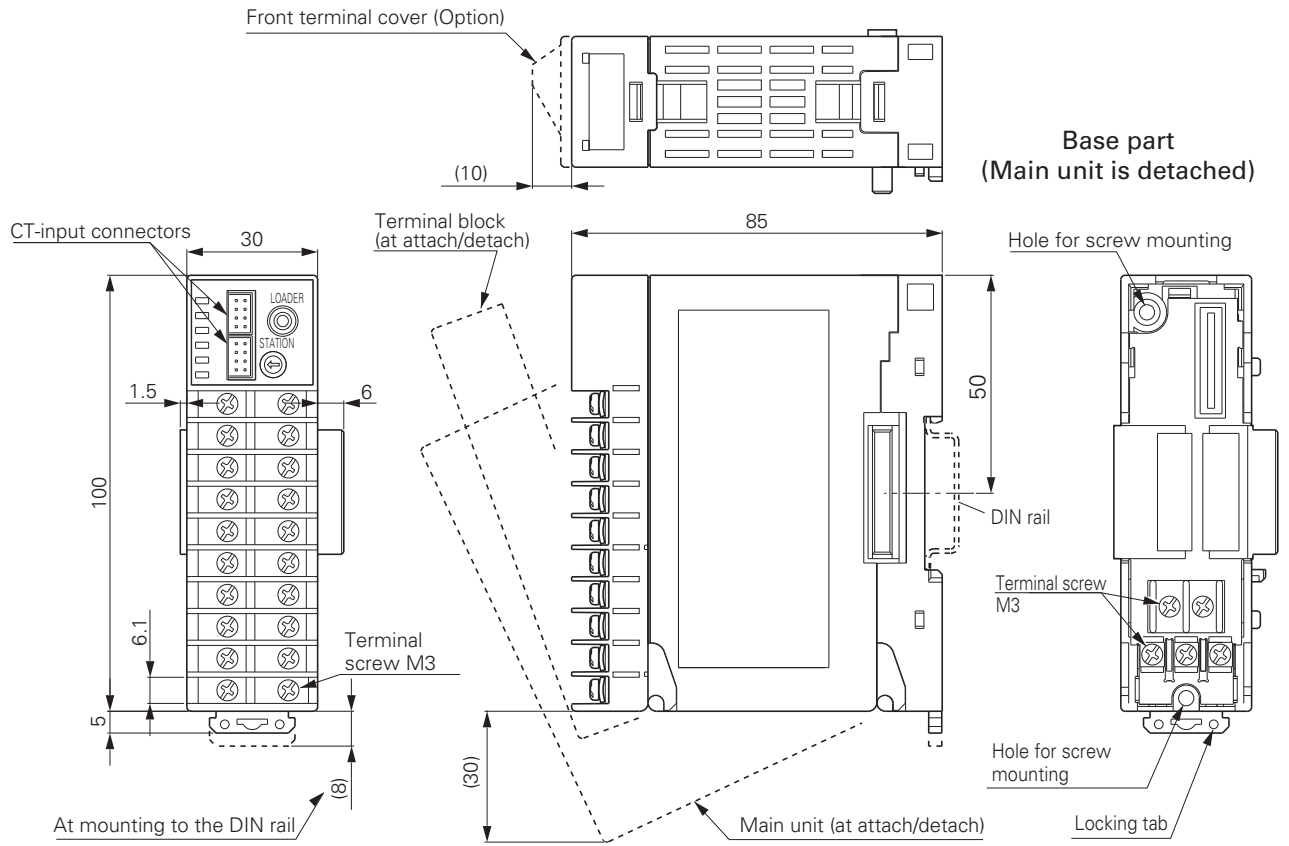 Front terminal cover (Option)
(10)
Base part
(Main unit is detached)
CT-input connectors
30
Terminal block
(at attach/detach)
85
Hole for screw mounting
LOADER
STATION
1.5
6
50
100
DIN rail
Terminal screw
M3
6.1
Terminal
screw M3
5
(8)
(30)
Hole for screw
mounting
At mounting to the DIN rail
Main unit (at attach/detach)
Locking tab